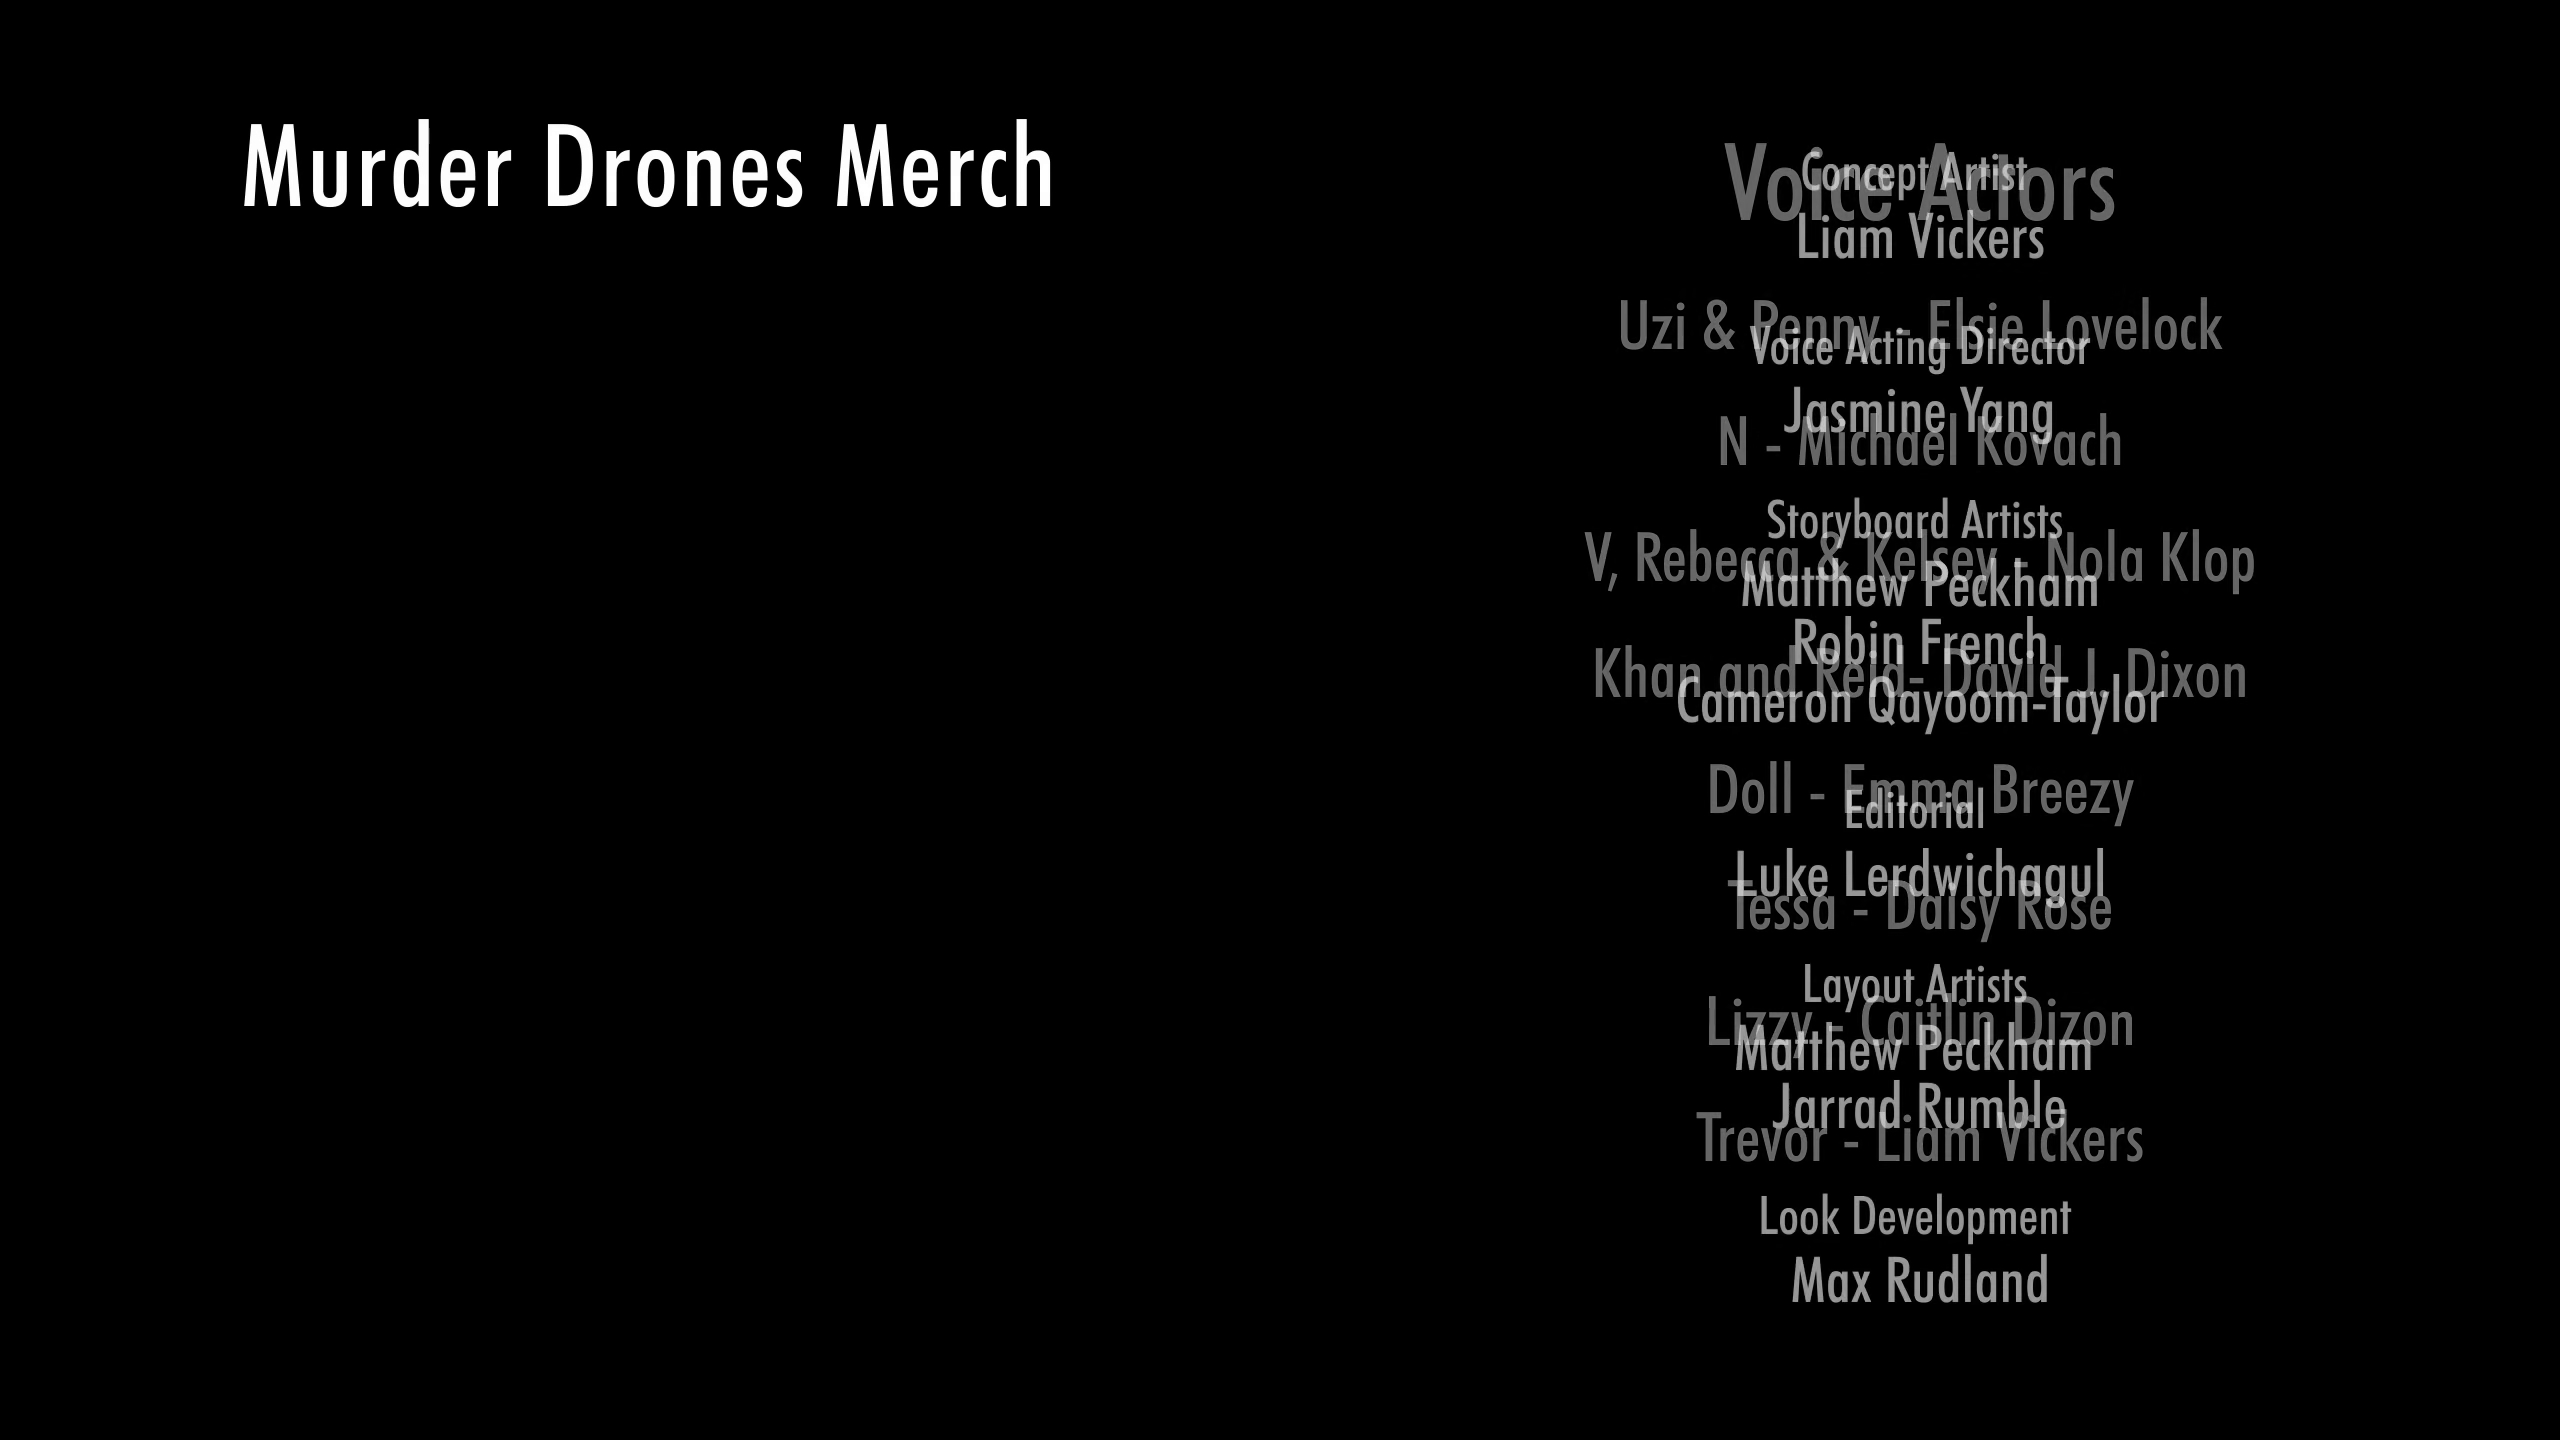 Murder Drones Merch
Voice Actors
Uzi & Penny - Elsie Lovelock
N - Michael Kovach
V, Rebecca & Kelsey - Nola Klop
Khan and Reid- David J. Dixon
Doll - Emma Breezy
Tessa - Daisy Rose
Lizzy - Caitlin Dizon
Trevor - Liam Vickers
Concept Artist
Liam Vickers
Voice Acting Director
Jasmine Yang
Storyboard Artists
Matthew Peckham
Robin French
Cameron Qayoom-Taylor
Editorial
Luke Lerdwichagul
Layout Artists
Matthew Peckham
Jarrad Rumble
Look Development
Max Rudland